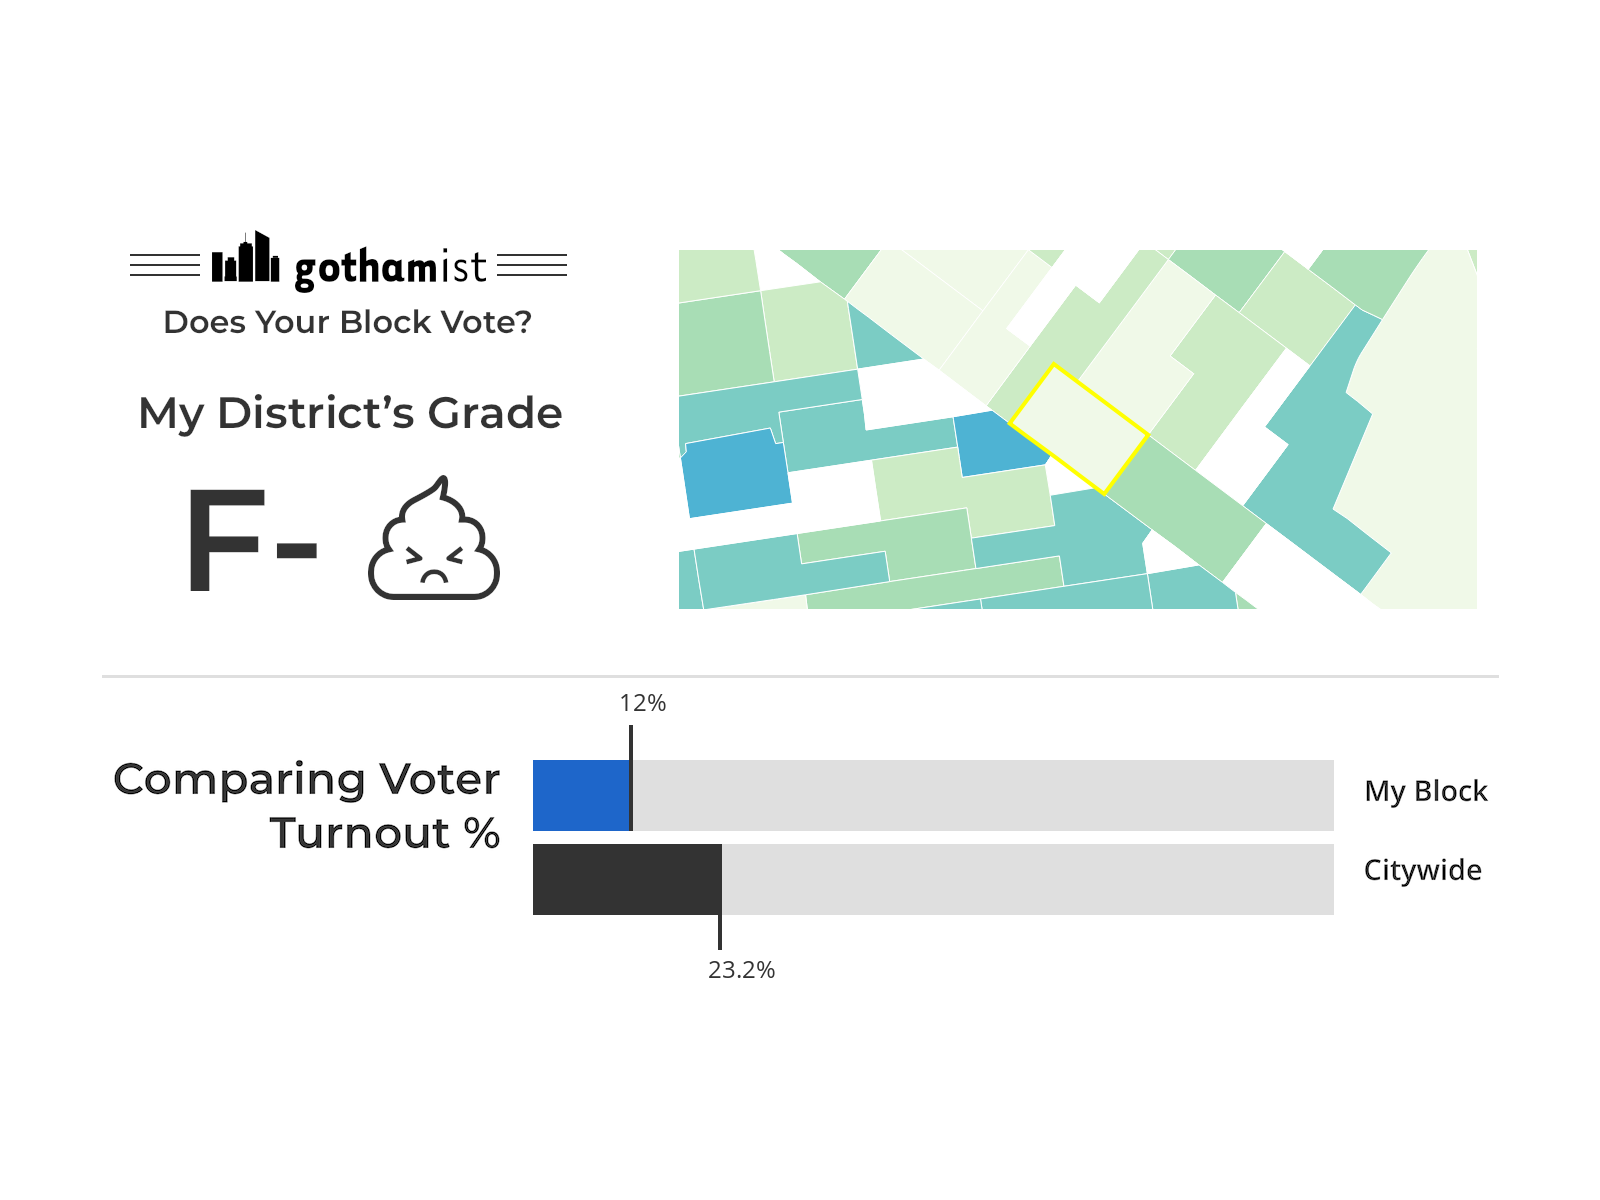 gothamist
Does Your Block Vote?
My District’s Grade
F-
12%
Comparing Voter
Turnout %
My Block
Citywide
23.2%